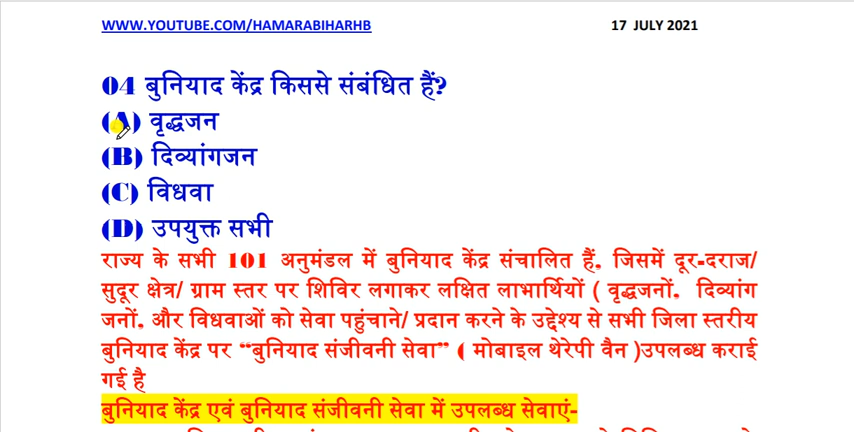 WWW.YOUTUBE.COM/HAMARABIHARHB 17 JULY 2021
04 बुनियाद केंद्र किससे संबंधित हैं?
(A) वृद्धजन
(B) दिव्यांगजन
(C) विधवा
(D) उपयुक्त सभी
राज्य के सभी 101 अनुमंडल में बुनियाद केंद्र संचालित हैं, जिसमें दूर-दराज/
सुदूर क्षेत्र/ ग्राम स्तर पर शिविर लगाकर लक्षित लाभार्थियों ( वृद्धजनों, दिव्यांग
जनों, और विधवाओं को सेवा पहुंचाने/ प्रदान करने के उद्देश्य से सभी जिला स्तरीय
बुनियाद केंद्र पर “बुनियाद संजीवनी सेवा” ( मोबाइल थेरेपी वैन )उपलब्ध कराई
गई है
बुनियाद केंद्र एवं बुनियाद संजीवनी सेवा में उपलब्ध सेवाएं-